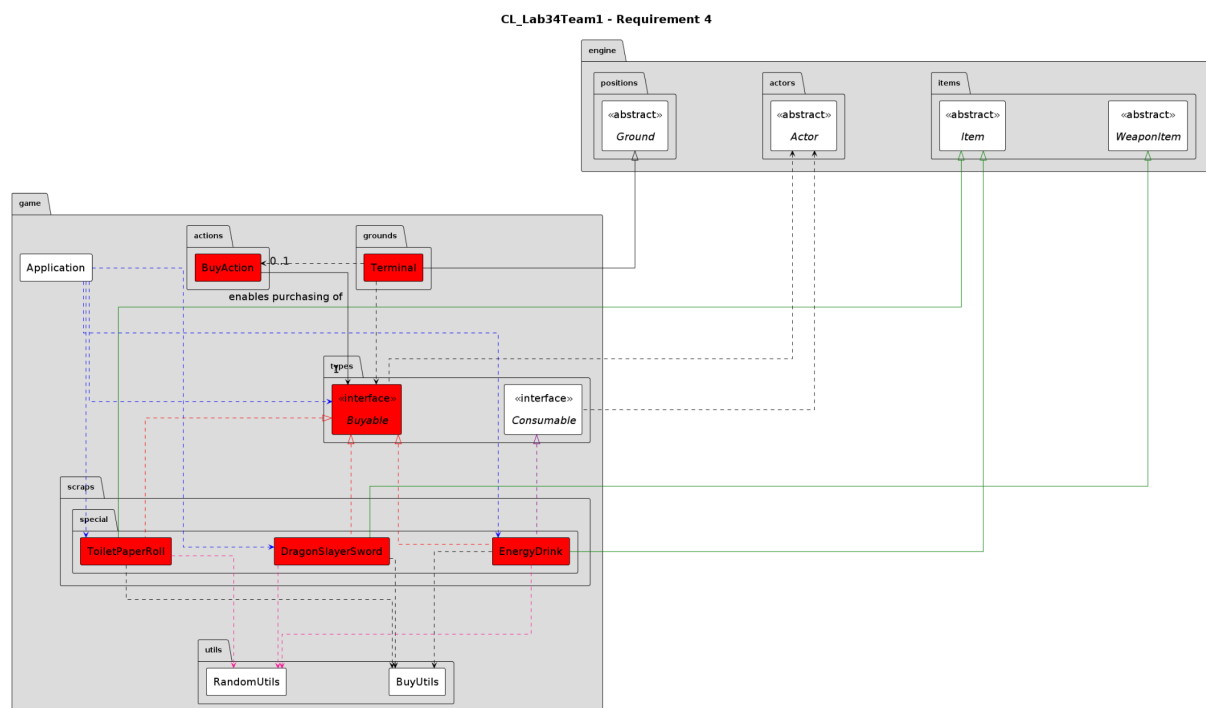 CL_Lab34Team1 - Requirement 4
engine
positions
actors
items
«abstract»
Ground
«abstract»
Actor
«abstract»
Item
«abstract»
WeaponItem
game
actions
grounds
Application
BuyAction
0..1
Terminal
enables purchasing of
types
1
«interface»
Buyable
«interface»
Consumable
scraps
special
ToiletPaperRoll
DragonSlayerSword
EnergyDrink
utils
RandomUtils
BuyUtils